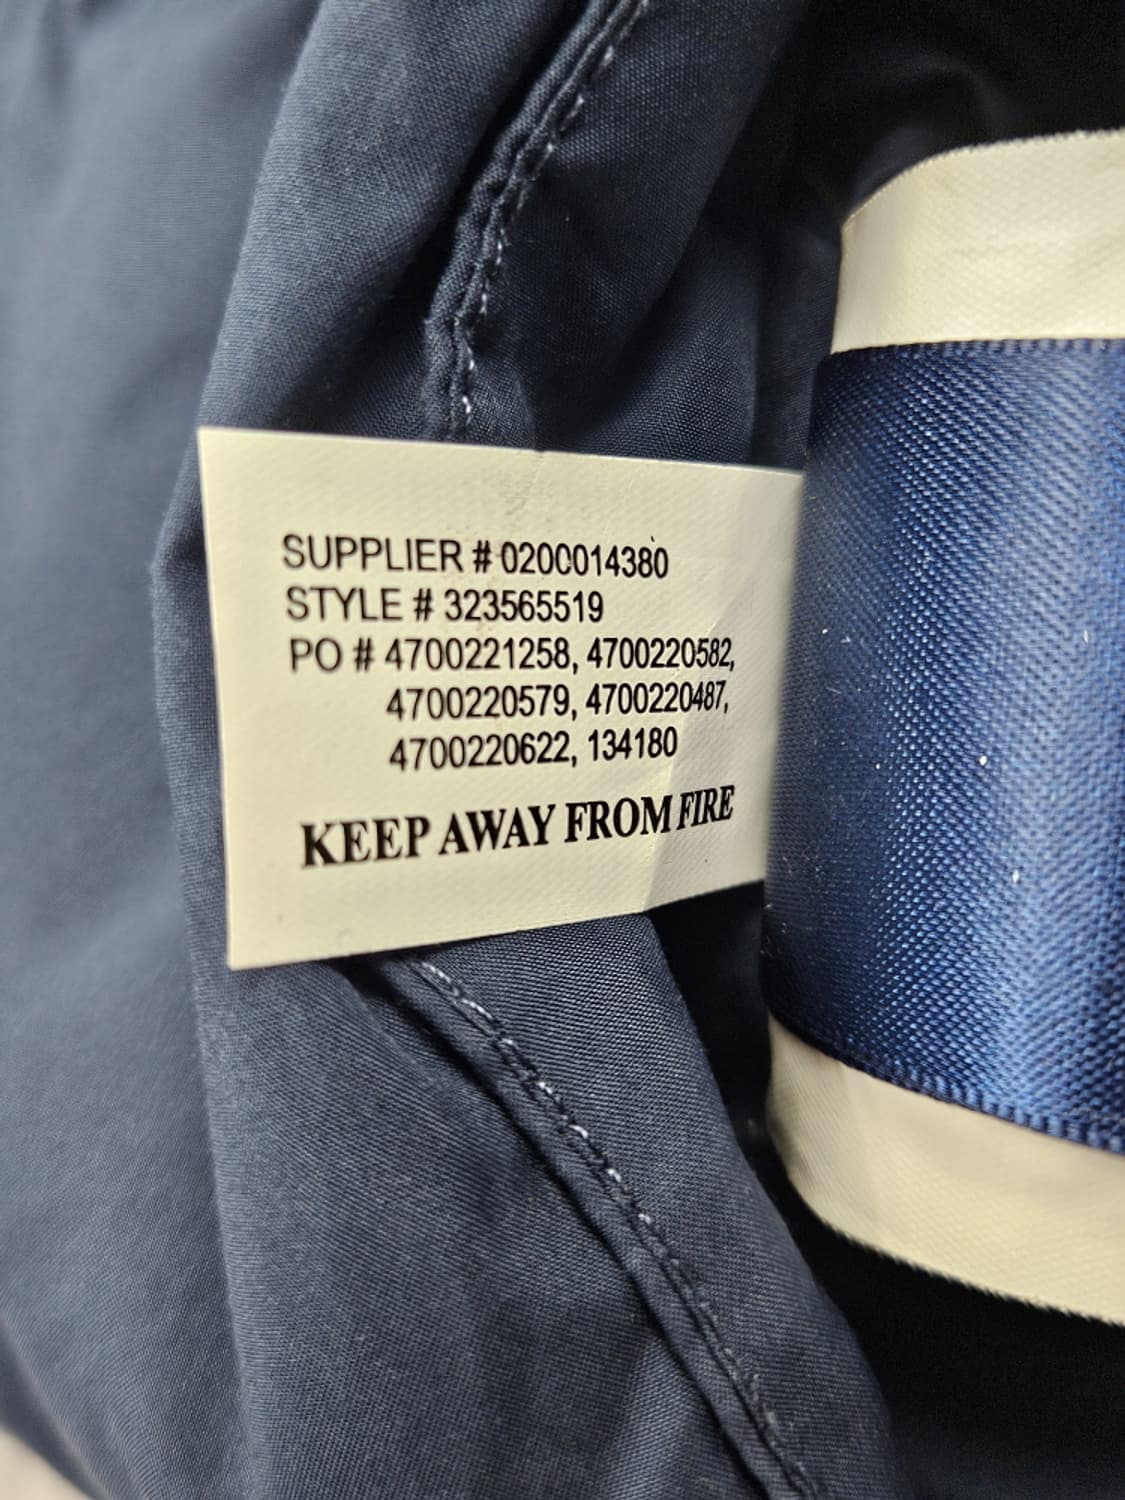 SUPPLIER # 0200014380
STYLE # 323565519
PO # 4700221258, 4700220582,
4700220579, 4700220487,
4700220622, 134180
KEEP AWAY FROM FIRE